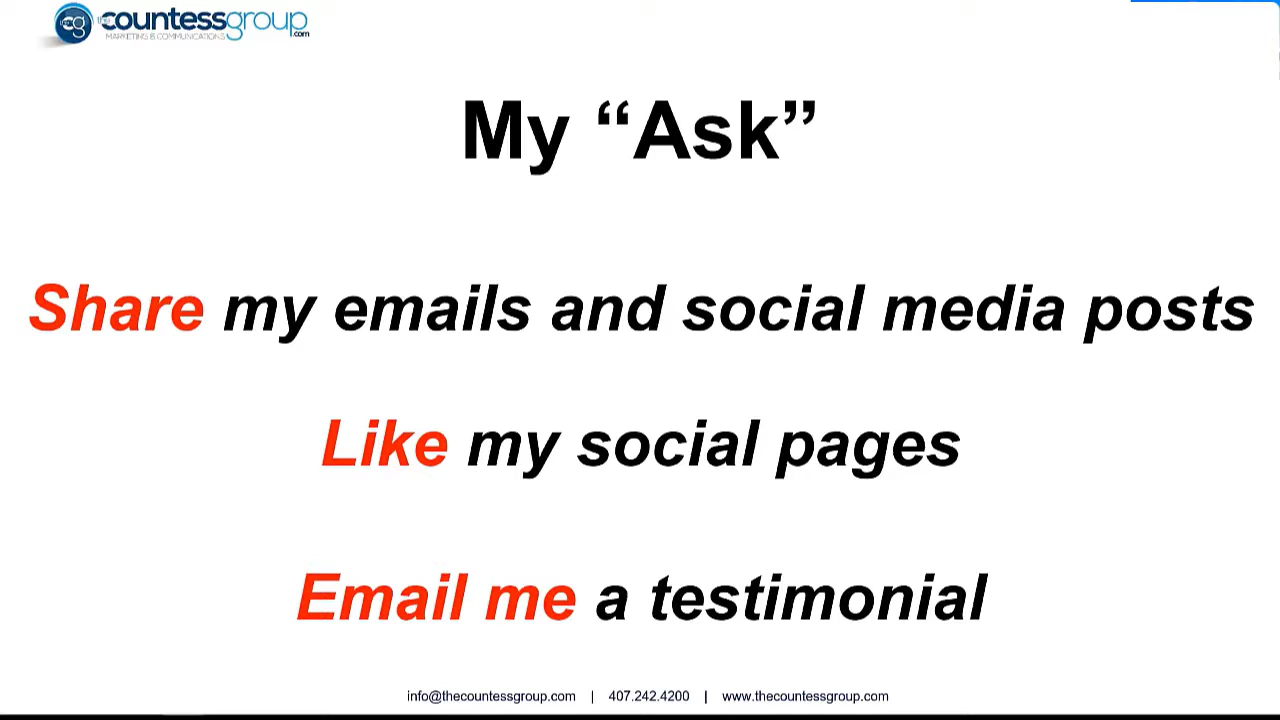 the countessgroup.com
MARKETING & COMMUNICATIONS
My “Ask”
Share my emails and social media posts
Like my social pages
Email me a testimonial
info@thecountessgroup.com | 407.242.4200 | www.thecountessgroup.com